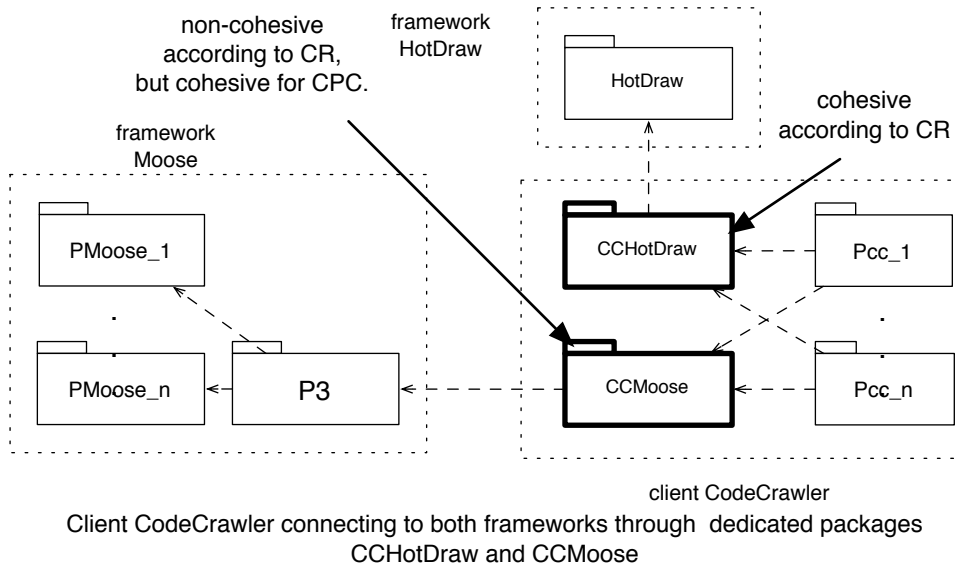 non-cohesive
according to CR,
but cohesive for CPC.
framework
HotDraw
HotDraw
cohesive
according to CR
framework
Moose
PMoose_1
CCHotDraw
Pcc_1
.
.
PMoose_n
.
P3
CCMoose
Pcc_n
client CodeCrawler
Client CodeCrawler connecting to both frameworks through dedicated packages
CCHotDraw and CCMoose